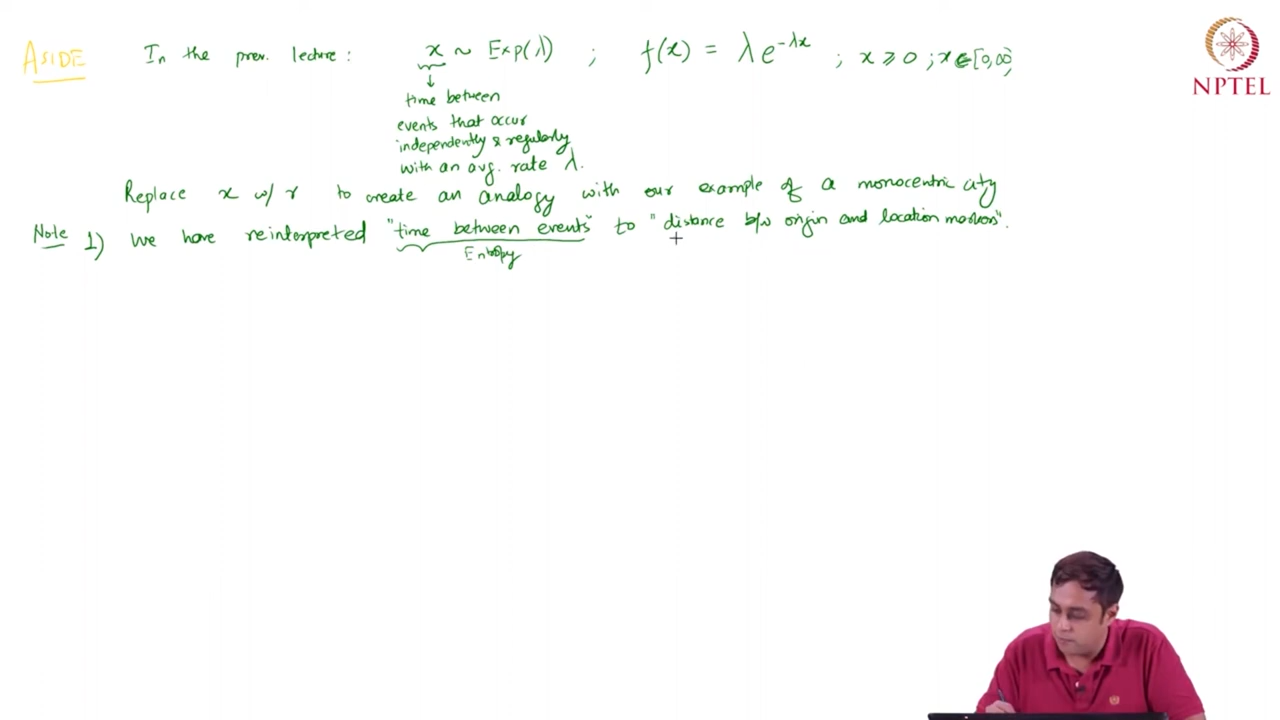 ASIDE In the prev. lecture: x ~ Exp(λ) ; f(x) = λe^{-λx} ; x ≥ 0 ; x ∈ [0,∞)
NPTEL
↓
time between
events that occur
independently & regularly
with an avg. rate λ.
Replace x w/ r to create an analogy with our example of a monocentric city
Note 1) We have reinterpreted "time between events" to "distance b/w origin and location
Entropy